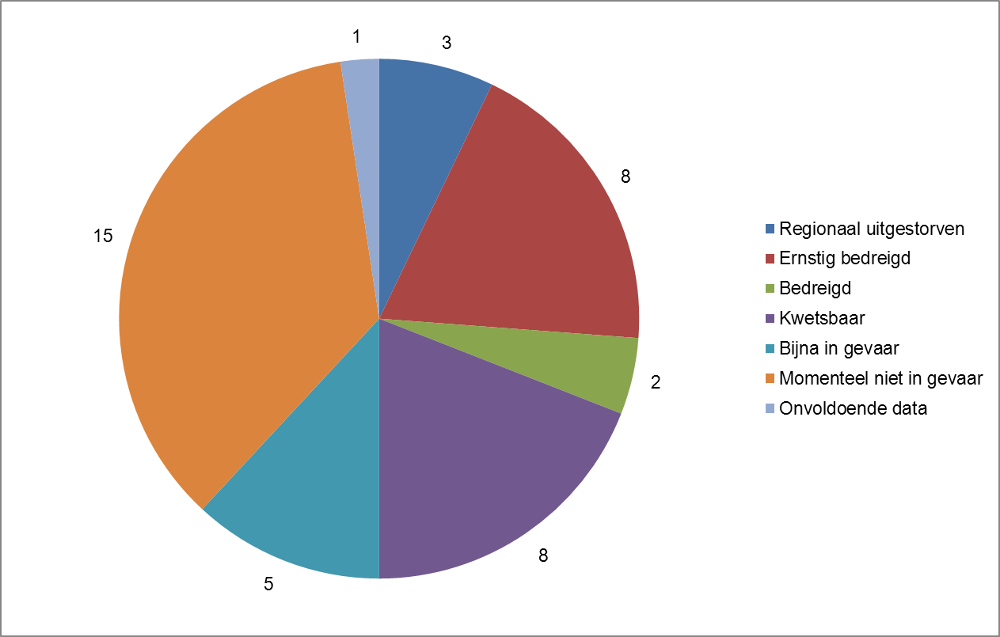 1
3
8
15
2
8
5
Regionaal uitgestorven
Ernstig bedreigd
Bedreigd
Kwetsbaar
Bijna in gevaar
Momenteel niet in gevaar
Onvoldoende data